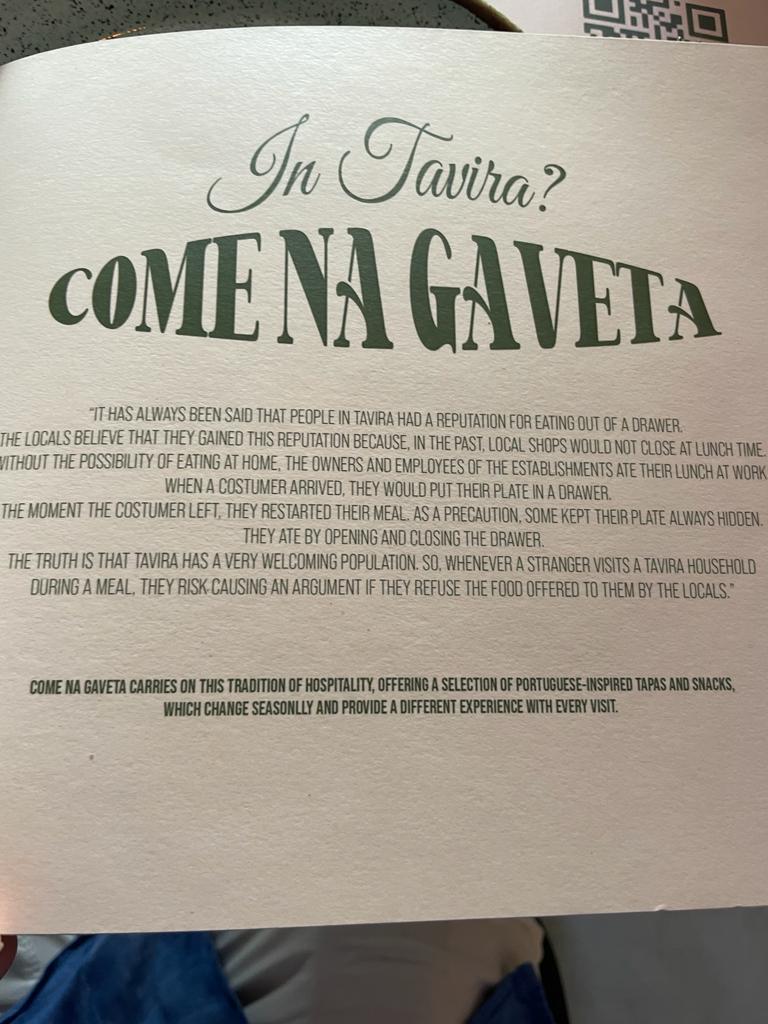 In Tavira?
COME NA GAVETA
"IT HAS ALWAYS BEEN SAID THAT PEOPLE IN TAVIRA HAD A REPUTATION FOR EATING OUT OF A DRAWER.
THE LOCALS BELIEVE THAT THEY GAINED THIS REPUTATION BECAUSE, IN THE PAST, LOCAL SHOPS WOULD NOT CLOSE AT LUNCH TIME.
WITHOUT THE POSSIBILITY OF EATING AT HOME, THE OWNERS AND EMPLOYEES OF THE ESTABLISHMENTS ATE THEIR LUNCH AT WORK
WHEN A COSTUMER ARRIVED, THEY WOULD PUT THEIR PLATE IN A DRAWER.
THE MOMENT THE COSTUMER LEFT, THEY RESTARTED THEIR MEAL. AS A PRECAUTION, SOME KEPT THEIR PLATE ALWAYS HIDDEN.
THEY ATE BY OPENING AND CLOSING THE DRAWER.
THE TRUTH IS THAT TAVIRA HAS A VERY WELCOMING POPULATION. SO, WHENEVER A STRANGER VISITS A TAVIRA HOUSEHOLD
DURING A MEAL, THEY RISK CAUSING AN ARGUMENT IF THEY REFUSE THE FOOD OFFERED TO THEM BY THE LOCALS."
COME NA GAVETA CARRIES ON THIS TRADITION OF HOSPITALITY, OFFERING A SELECTION OF PORTUGUESE-INSPIRED TAPAS AND SNACKS,
WHICH CHANGE SEASONLLY AND PROVIDE A DIFFERENT EXPERIENCE WITH EVERY VISIT.